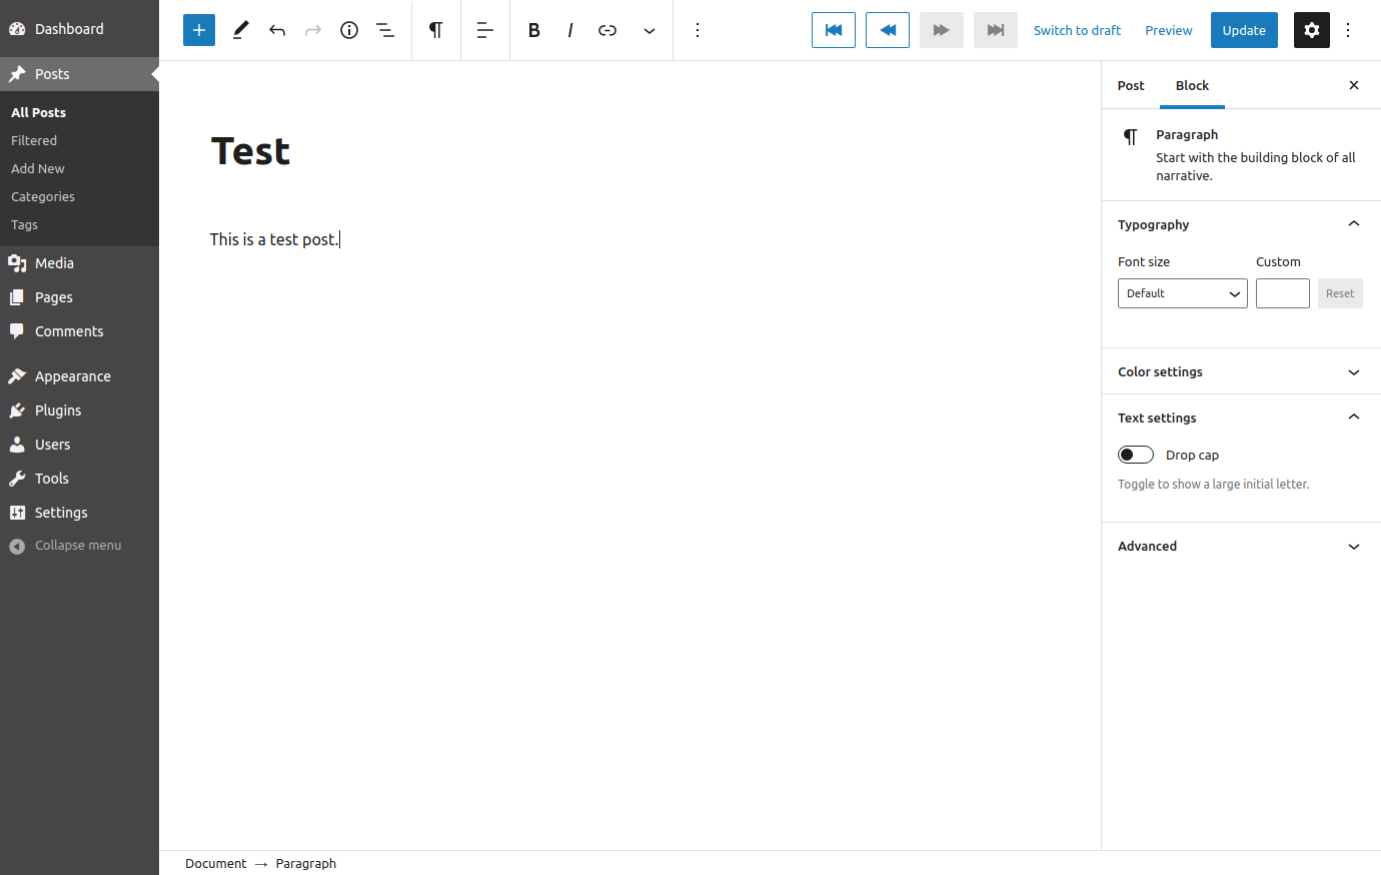 Dashboard
Posts
All Posts
Filtered
Add New
Categories
Tags
Media
Pages
Comments
Appearance
Plugins
Users
Tools
Settings
Collapse menu
B I
Switch to draft Preview Update
Test
This is a test post.
Post Block
Paragraph
Start with the building block of all
narrative.
Typography
Font size Custom
Default Reset
Color settings
Text settings
Drop cap
Toggle to show a large initial letter.
Advanced
Document → Paragraph